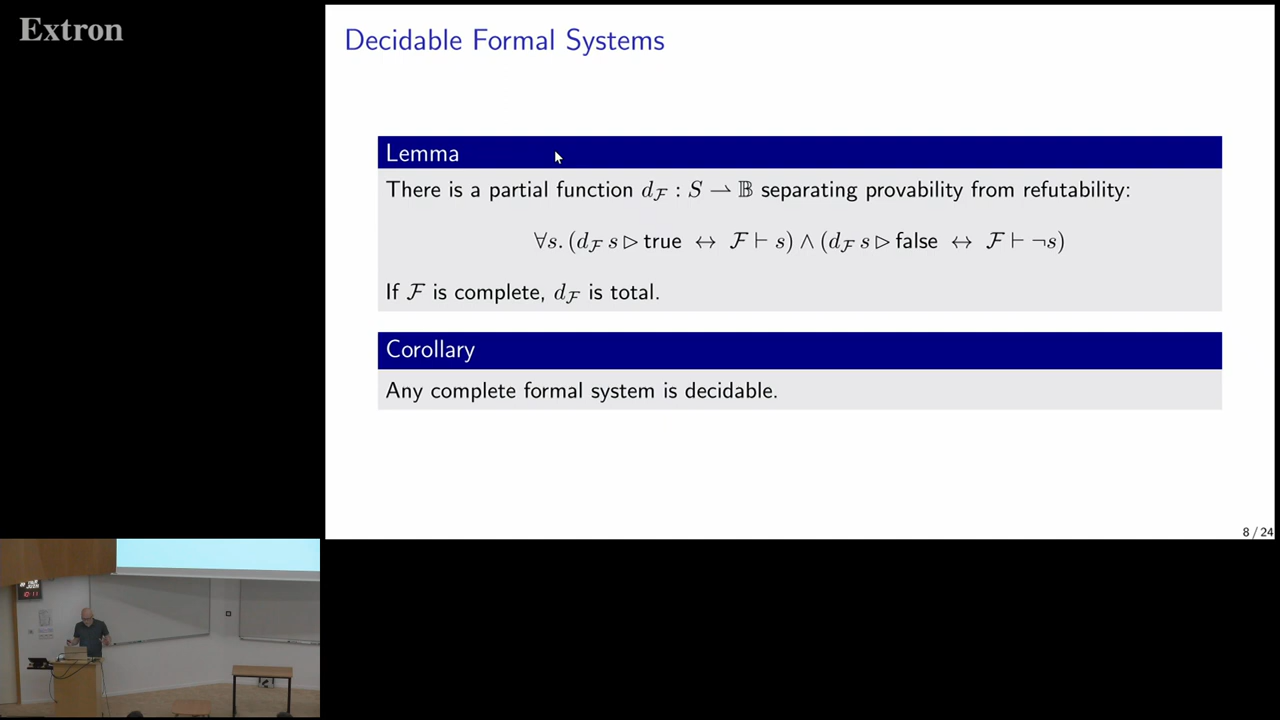 Extron
Decidable Formal Systems
Lemma
There is a partial function d_ℱ : S ⇀ 𝔹 separating provability from refutability:
∀s. (d_ℱ s ▷ true ↔ ℱ ⊢ s) ∧ (d_ℱ s ▷ false ↔ ℱ ⊢ ¬s)
If ℱ is complete, d_ℱ is total.
Corollary
Any complete formal system is decidable.
8 / 24